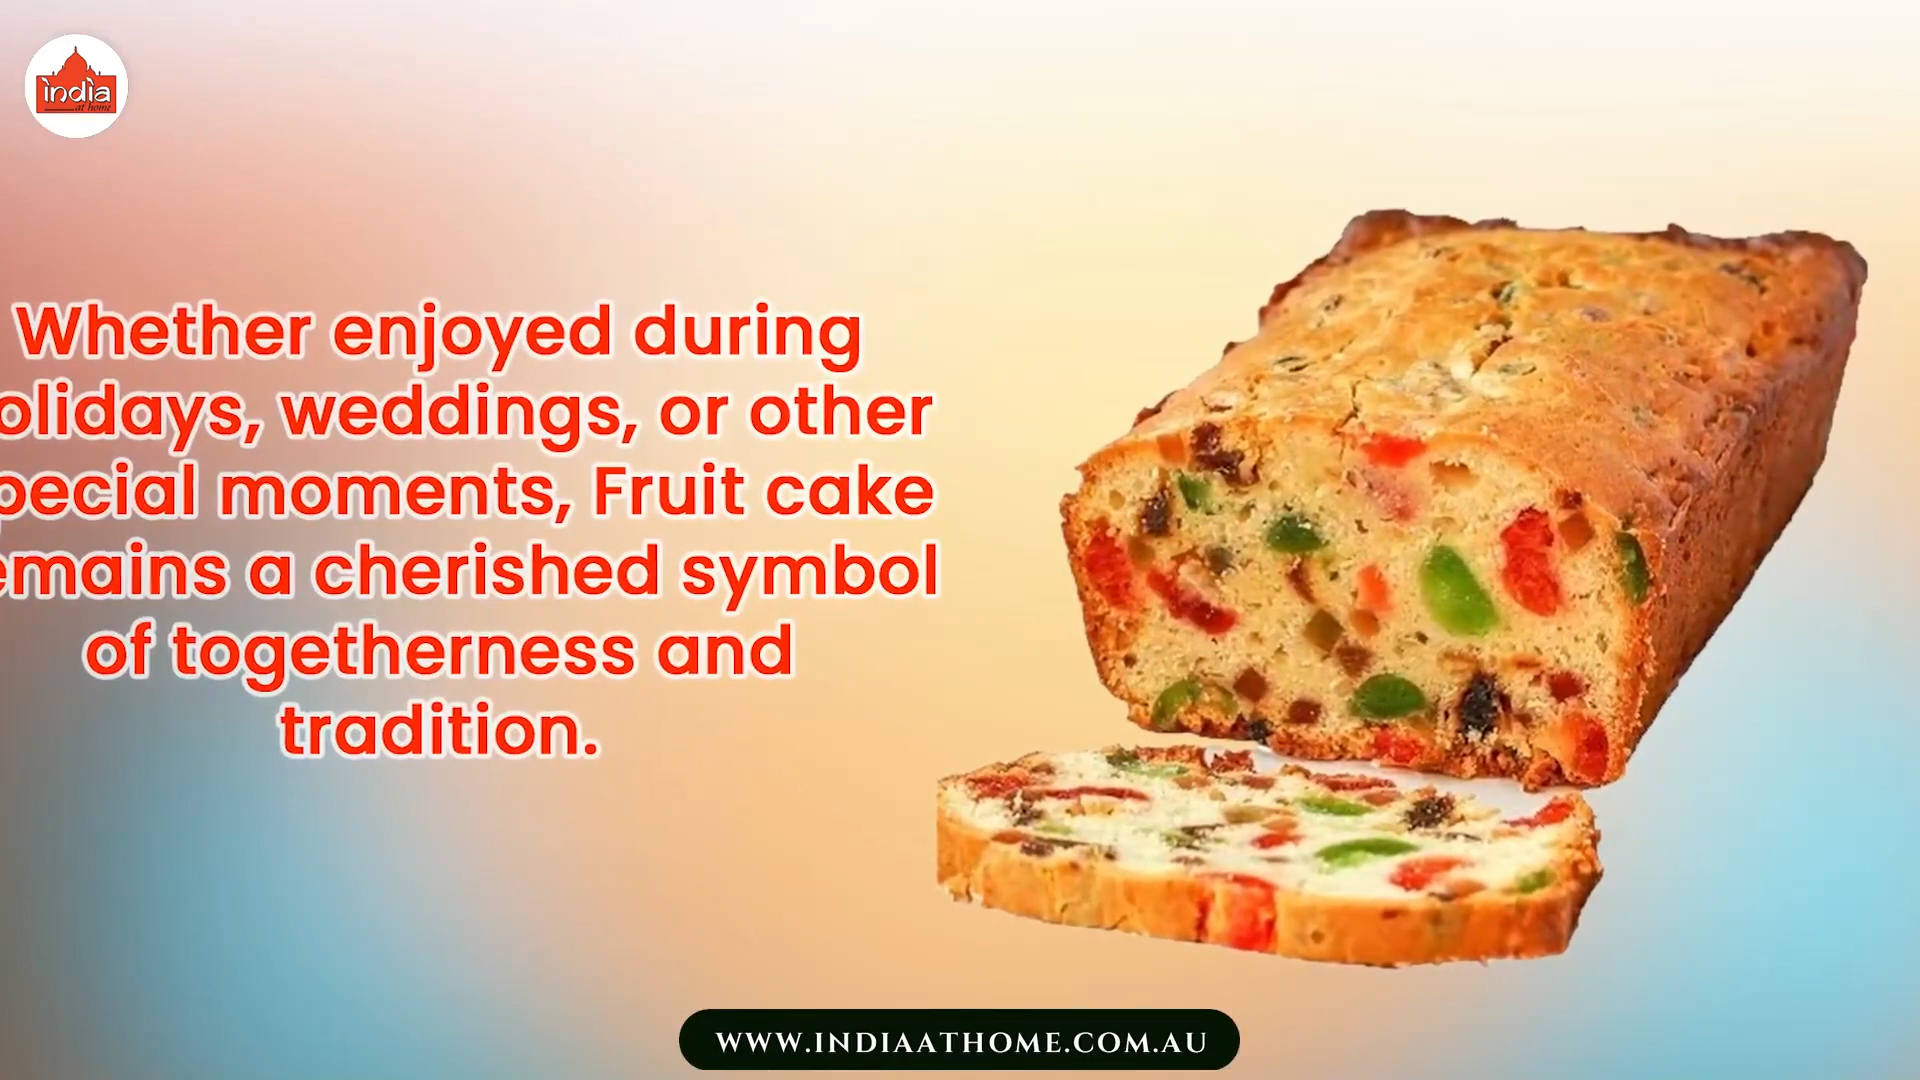 india
at home
Whether enjoyed during
olidays, weddings, or other
pecial moments, Fruit cake
emains a cherished symbol
of togetherness and
tradition.
WWW.INDIAATHOME.COM.AU